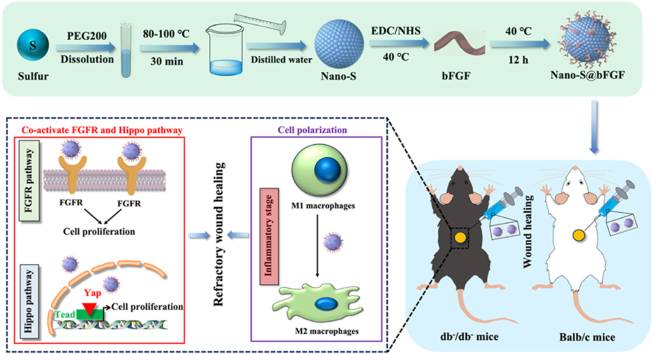 S
Sulfur
PEG200
Dissolution
80-100 ℃
30 min
Distilled water
Nano-S
EDC/NHS
40 ℃
bFGF
40 ℃
12 h
Nano-S@bFGF
Co-activate FGFR and Hippo pathway
FGFR pathway
FGFR
FGFR
Cell proliferation
Hippo pathway
Yap
Tead
Cell proliferation
Refractory wound healing
Cell polarization
Inflammatory stage
M1 macrophages
M2 macrophages
Wound healing
db-/db- mice
Balb/c mice